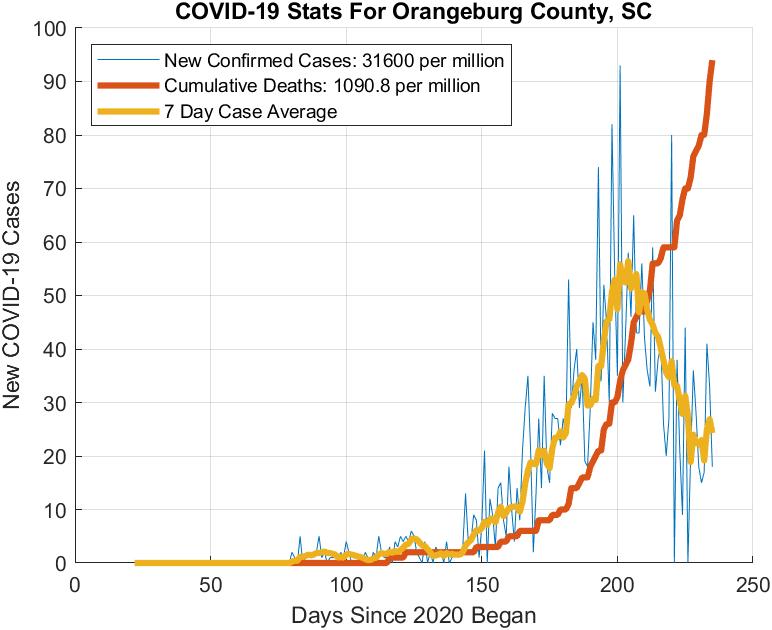 COVID-19 Stats For Orangeburg County, SC
New Confirmed Cases: 31600 per million
Cumulative Deaths: 1090.8 per million
7 Day Case Average
New COVID-19 Cases
100
90
80
70
60
50
40
30
20
10
0
0 50 100 150 200 250
Days Since 2020 Began